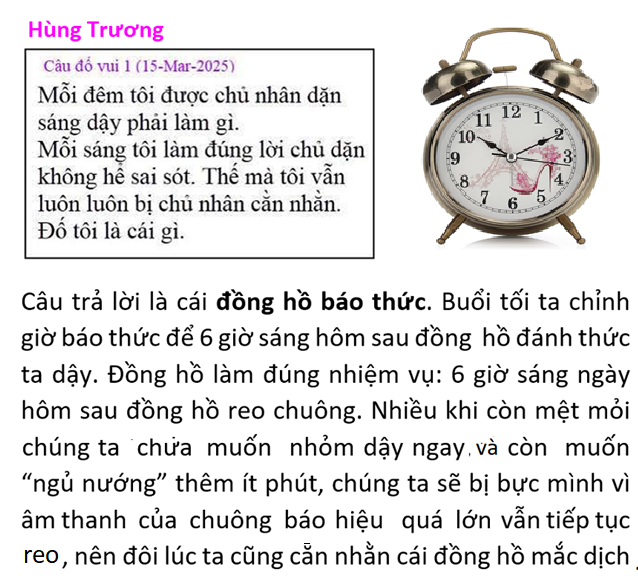 Hùng Trương
Câu đố vui 1 (15-Mar-2025)
Mỗi đêm tôi được chủ nhân dặn
sáng dậy phải làm gì.
Mỗi sáng tôi làm đúng lời chủ dặn
không hề sai sót. Thế mà tôi vẫn
luôn luôn bị chủ nhân cằn nhằn.
Đố tôi là cái gì.
11 12 1
10 2
9 3
8 4
7 6 5
Câu trả lời là cái đồng hồ báo thức. Buổi tối ta chỉnh
giờ báo thức để 6 giờ sáng hôm sau đồng hồ đánh thức
ta dậy. Đồng hồ làm đúng nhiệm vụ: 6 giờ sáng ngày
hôm sau đồng hồ reo chuông. Nhiều khi còn mệt mỏi
chúng ta chưa muốn nhỏm dậy ngay, và còn muốn
“ngủ nướng” thêm ít phút, chúng ta sẽ bị bực mình vì
âm thanh của chuông báo hiệu quá lớn vẫn tiếp tục
reo, nên đôi lúc ta cũng cằn nhằn cái đồng hồ mắc dịch.